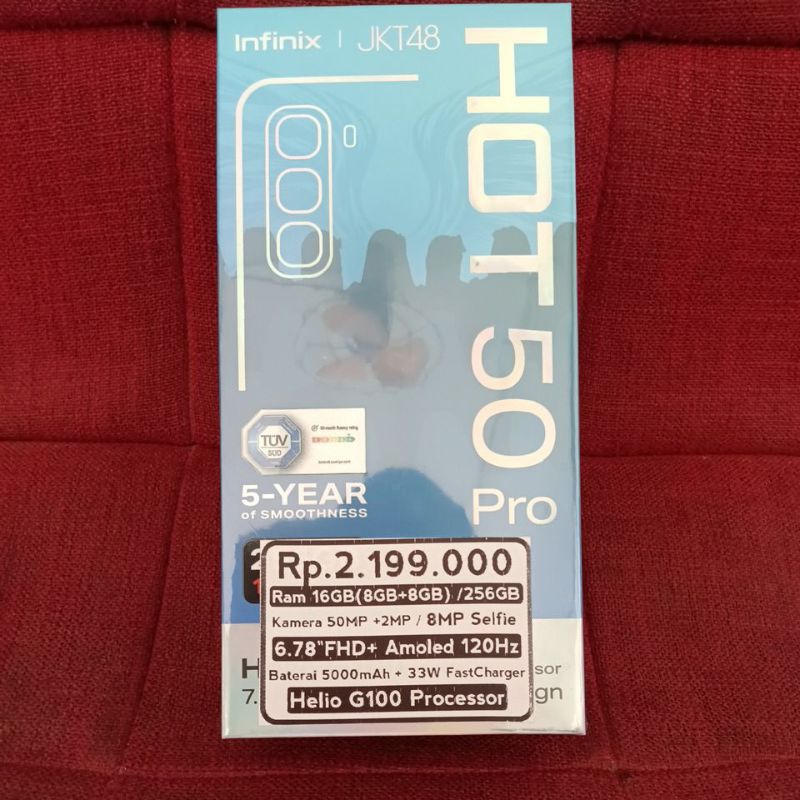 Infinix | JKT48
HOT 50
Pro
TÜV
SÜD
5-YEAR
of SMOOTHNESS
Rp.2.199.000
Ram 16GB(8GB+8GB) /256GB
Kamera 50MP +2MP / 8MP Selfie
6.78"FHD+ Amoled 120Hz
Baterai 5000mAh + 33W FastCharger
Helio G100 Processor